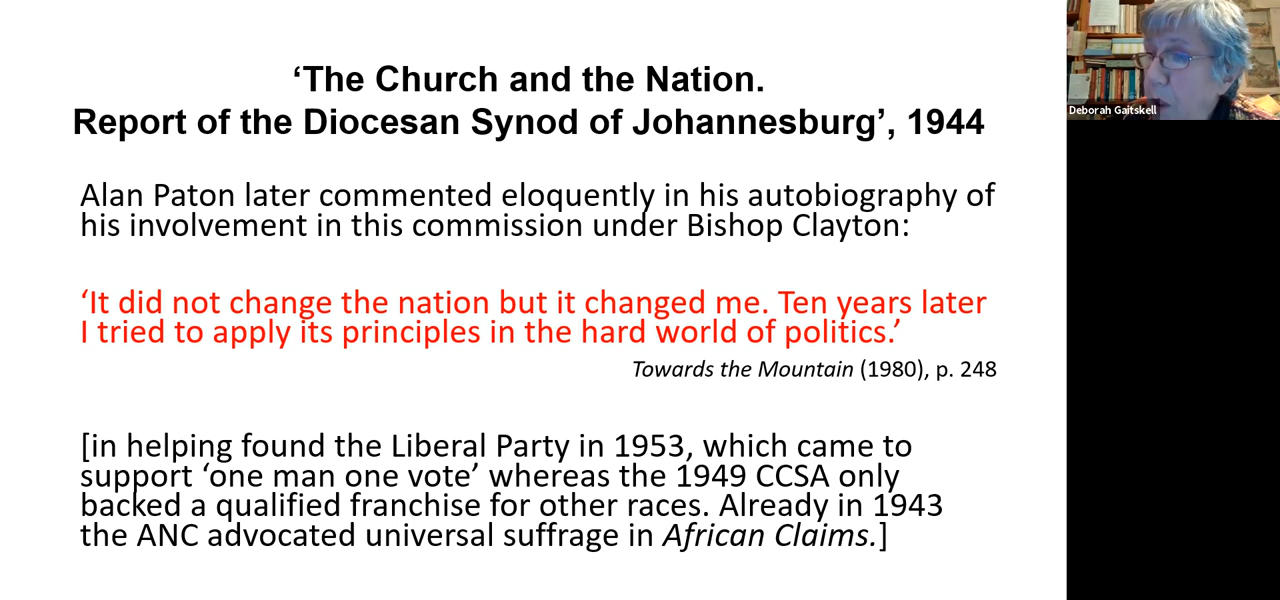 ‘The Church and the Nation.
Report of the Diocesan Synod of Johannesburg’, 1944
Alan Paton later commented eloquently in his autobiography of
his involvement in this commission under Bishop Clayton:
‘It did not change the nation but it changed me. Ten years later
I tried to apply its principles in the hard world of politics.’
Towards the Mountain (1980), p. 248
[in helping found the Liberal Party in 1953, which came to
support ‘one man one vote’ whereas the 1949 CCSA only
backed a qualified franchise for other races. Already in 1943
the ANC advocated universal suffrage in African Claims.]
Deborah Gaitskell